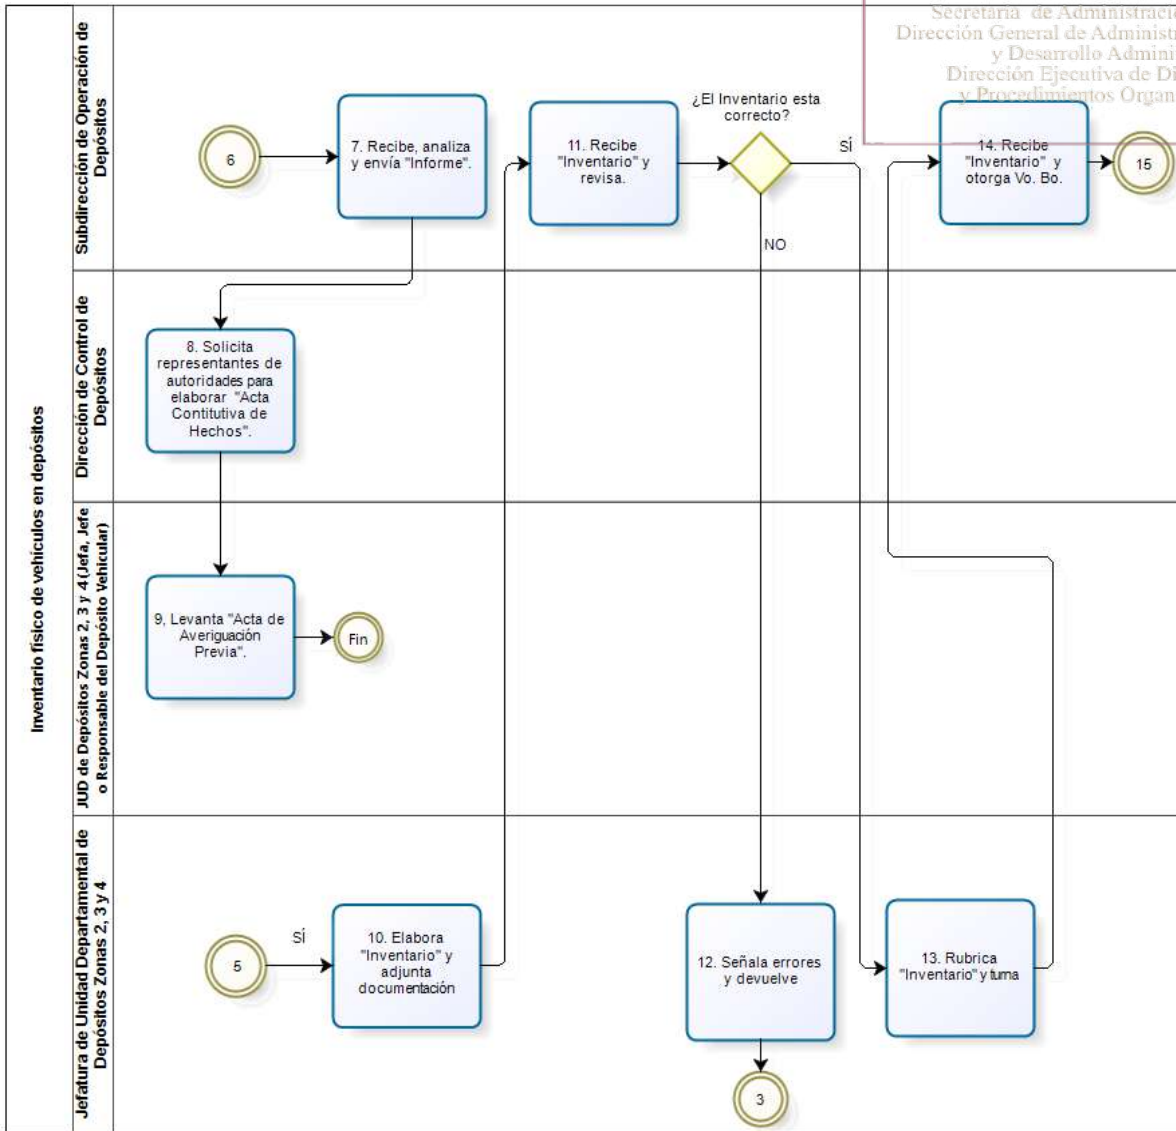 Secretaría de Administraci
Dirección General de Administr
y Desarrollo Admini
Dirección Ejecutiva de Di
y Procedimientos Organ
Inventario físico de vehículos en depósitos
Subdirección de Operación de
Depósitos
6
7. Recibe, analiza
y envía "Informe".
11. Recibe
"Inventario" y
revisa.
¿El Inventario esta
correcto?
SÍ
NO
14. Recibe
"Inventario" y
otorga Vo. Bo.
15
Dirección de Control de
Depósitos
8. Solicita
representantes de
autoridades para
elaborar "Acta
Contitutiva de
Hechos".
JUD de Depósitos Zonas 2, 3 y 4 (Jefa, Jefe
o Responsable del Depósito Vehicular)
9, Levanta "Acta de
Averiguación
Previa".
Fin
Jefatura de Unidad Departamental de
Depósitos Zonas 2, 3 y 4
5
SÍ
10. Elabora
"Inventario" y
adjunta
documentación
12. Señala errores
y devuelve
3
13. Rubrica
"Inventario" y turna